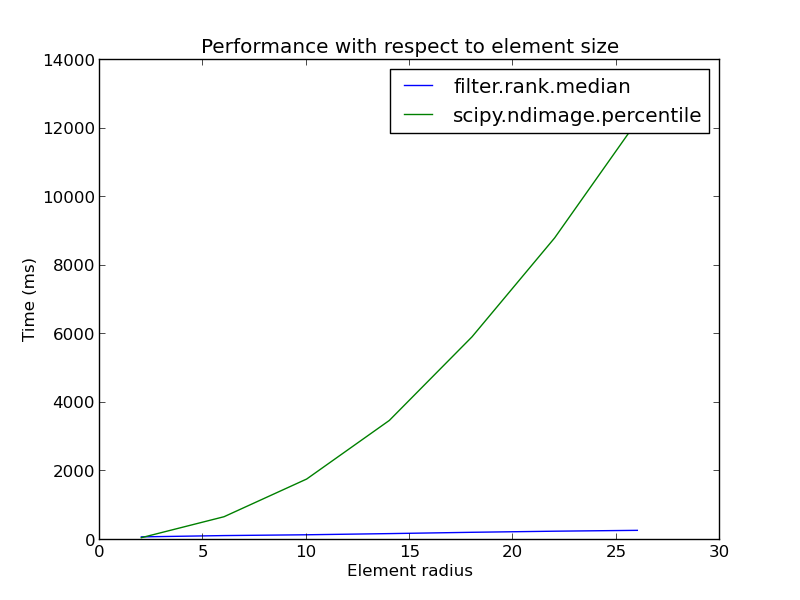 Performance with respect to element size
filter.rank.median
scipy.ndimage.percentile
14000
12000
10000
8000
6000
4000
2000
0
Time (ms)
0 5 10 15 20 25 30
Element radius